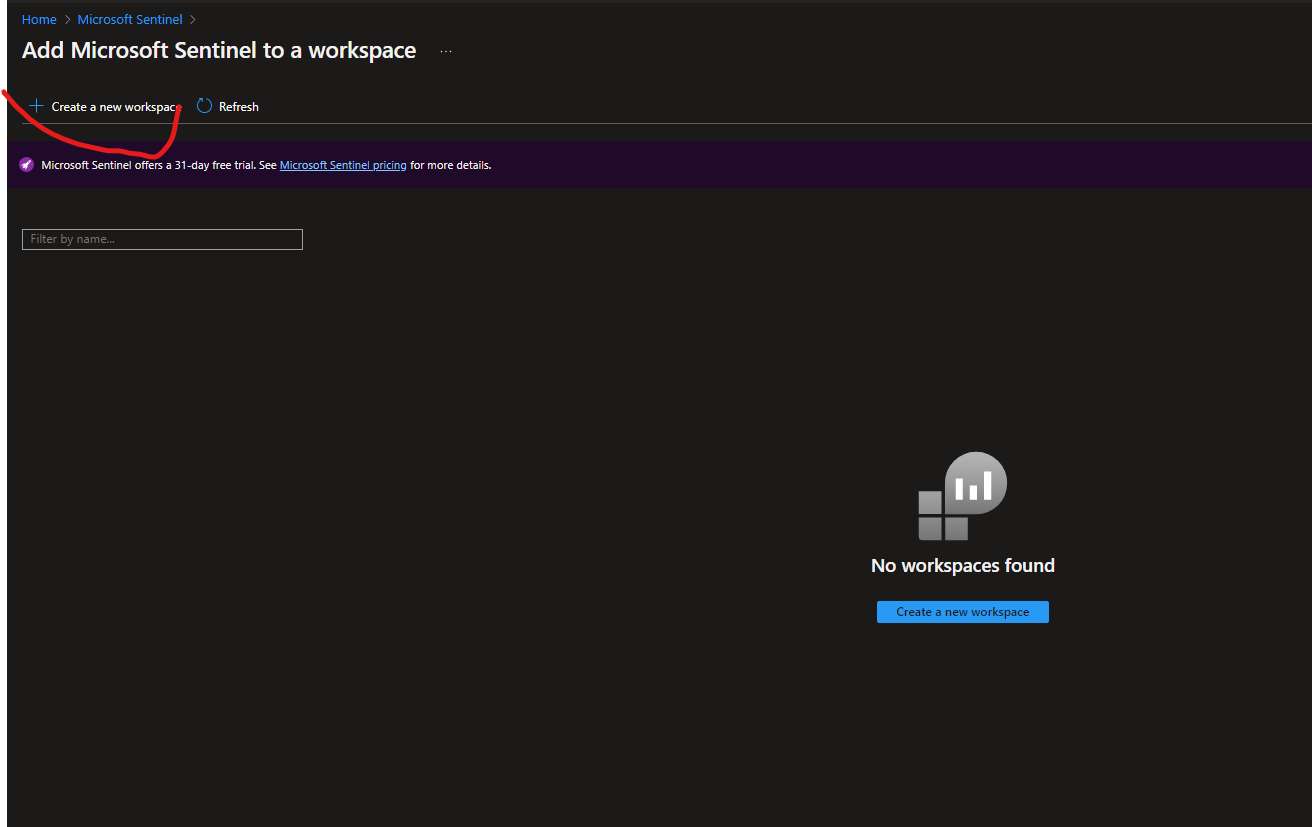 Home > Microsoft Sentinel >
Add Microsoft Sentinel to a workspace ...
+ Create a new workspace Refresh
Microsoft Sentinel offers a 31-day free trial. See Microsoft Sentinel pricing for more details.
Filter by name...
No workspaces found
Create a new workspace